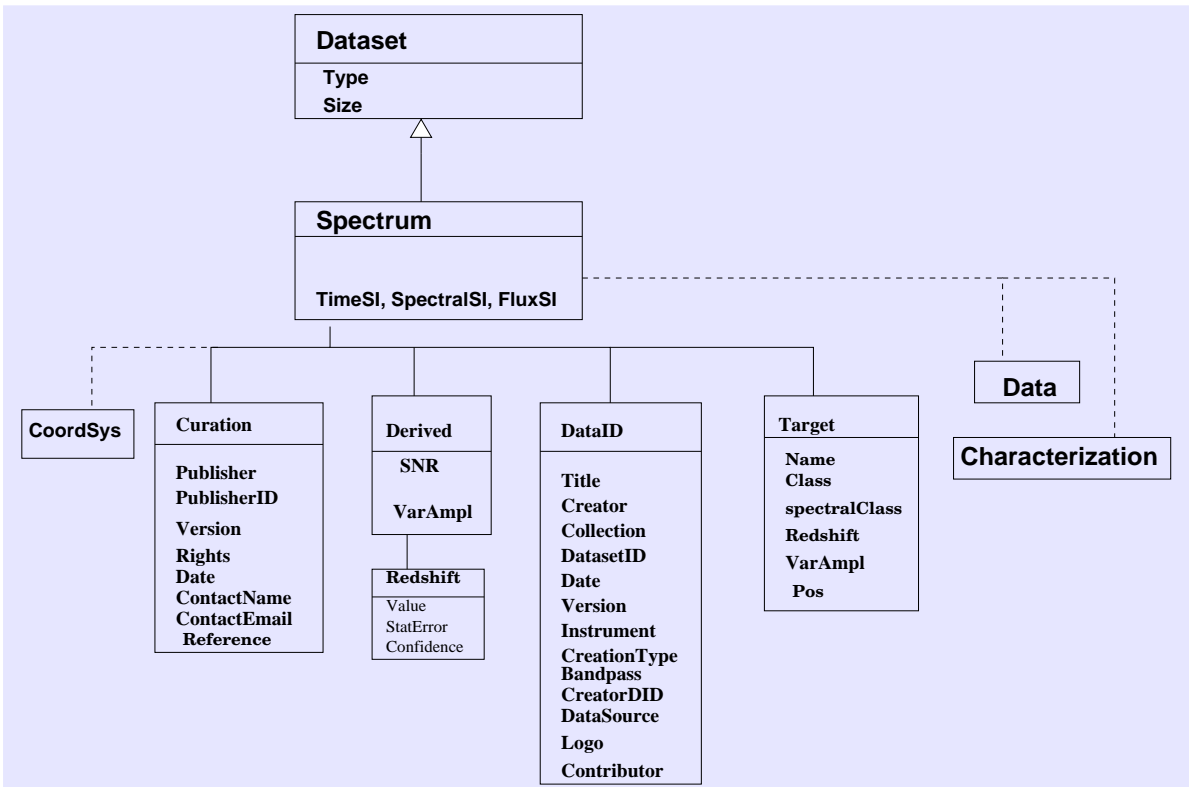 Dataset
Type
Size
Spectrum
TimeSI, SpectralSI, FluxSI
CoordSys
Curation
Publisher
PublisherID
Version
Rights
Date
ContactName
ContactEmail
Reference
Derived
SNR
VarAmpl
Redshift
Value
StatError
Confidence
DataID
Title
Creator
Collection
DatasetID
Date
Version
Instrument
CreationType
Bandpass
CreatorDID
DataSource
Logo
Contributor
Target
Name
Class
spectralClass
Redshift
VarAmpl
Pos
Data
Characterization